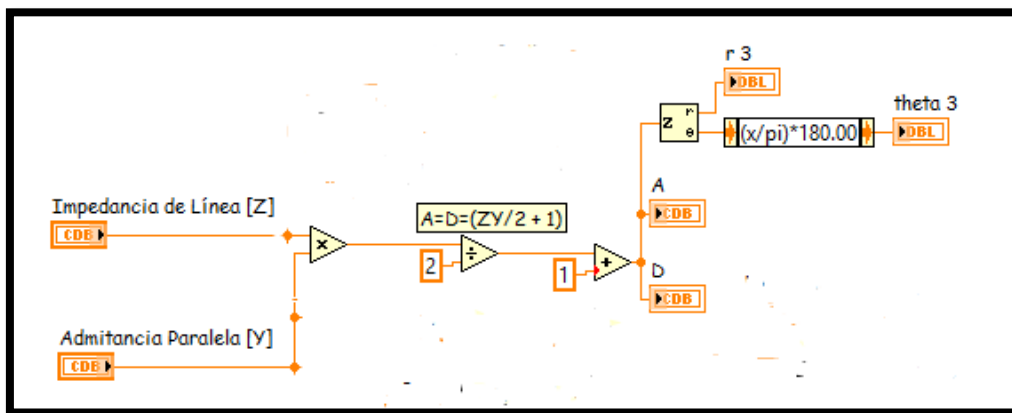 r 3
DBL
theta 3
z r θ
(x/pi)*180.00
DBL
Impedancia de Línea [Z]
CDB
A=D=(ZY/2 + 1)
A
CDB
×
÷
2
+
1
D
CDB
Admitancia Paralela [Y]
CDB